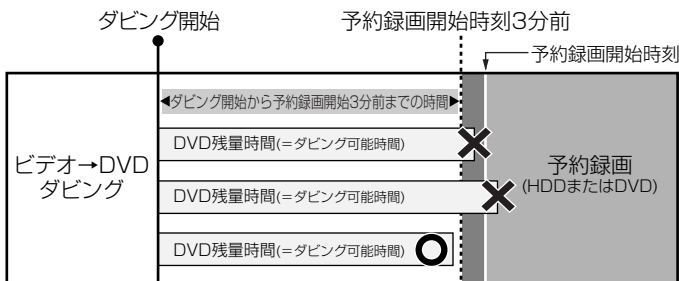 ダビング開始
予約録画開始時刻3分前
予約録画開始時刻
ダビング開始から予約録画開始3分前までの時間
DVD残量時間(=ダビング可能時間)
ビデオ→DVD
ダビング
予約録画
(HDDまたはDVD)
DVD残量時間(=ダビング可能時間)
DVD残量時間(=ダビング可能時間)